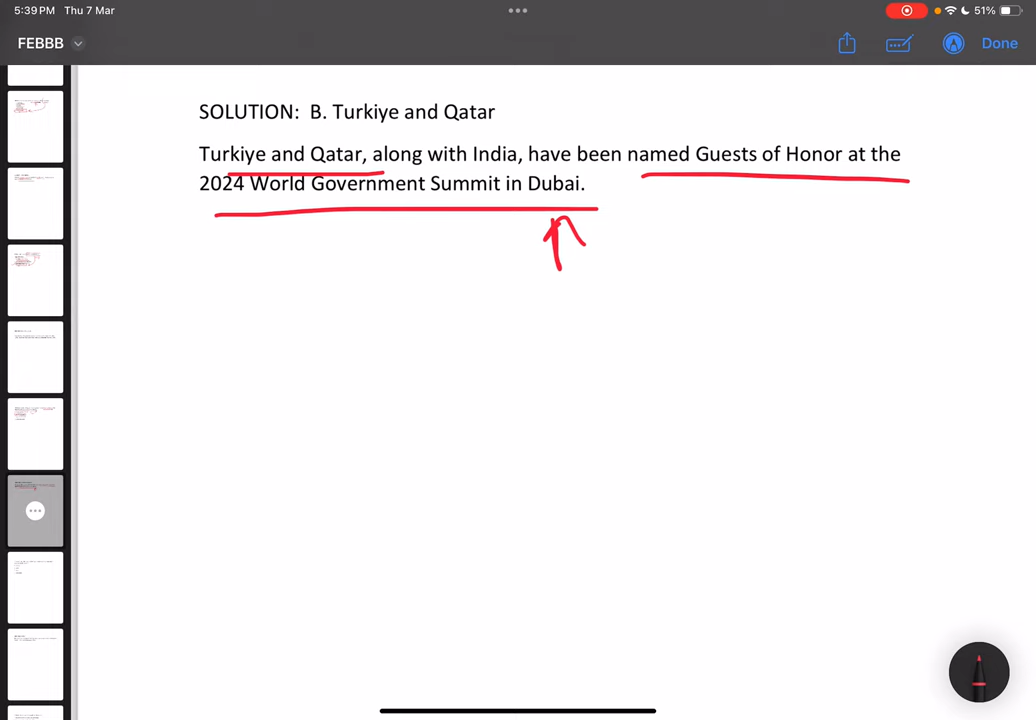 5:39 PM Thu 7 Mar
51%
FEBBB
Done
SOLUTION: B. Turkiye and Qatar
Turkiye and Qatar, along with India, have been named Guests of Honor at the
2024 World Government Summit in Dubai.